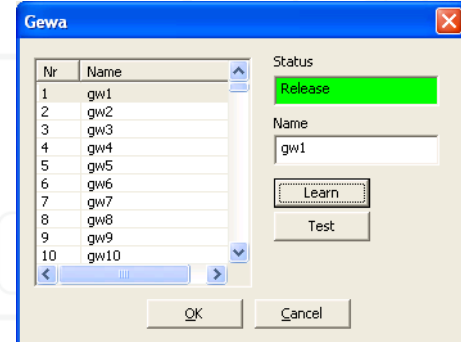 Gewa
Nr Name
1 gw1
2 gw2
3 gw3
4 gw4
5 gw5
6 gw6
7 gw7
8 gw8
9 gw9
10 gw10
Status
Release
Name
gw1
Learn
Test
OK Cancel